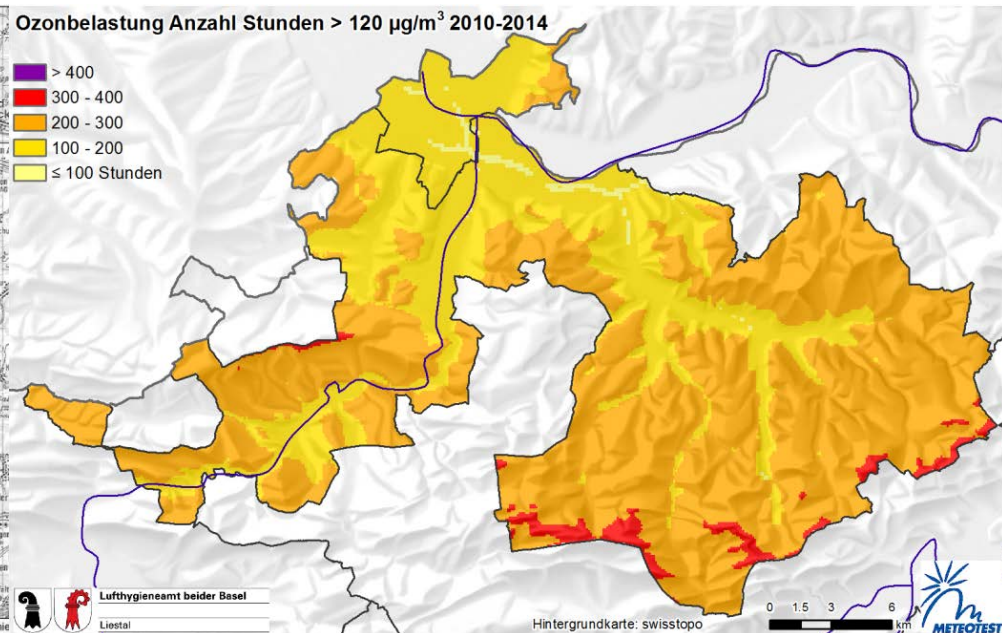 Ozonbelastung Anzahl Stunden > 120 µg/m³ 2010-2014
> 400
300 - 400
200 - 300
100 - 200
≤ 100 Stunden
Lufthygieneamt beider Basel
Liestal
Hintergrundkarte: swisstopo
0 1.5 3 6
km
METEOTEST